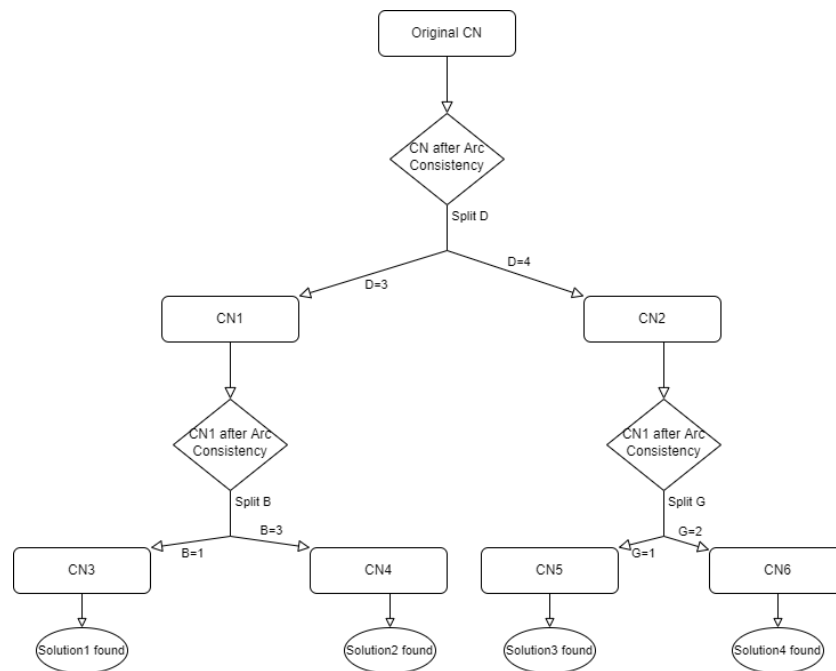 Original CN
CN after Arc
Consistency
Split D
D=4
D=3
CN1
CN2
CN1 after Arc
Consistency
CN1 after Arc
Consistency
Split B
Split G
B=1
B=3
G=1
G=2
CN3
CN4
CN5
CN6
Solution1 found
Solution2 found
Solution3 found
Solution4 found